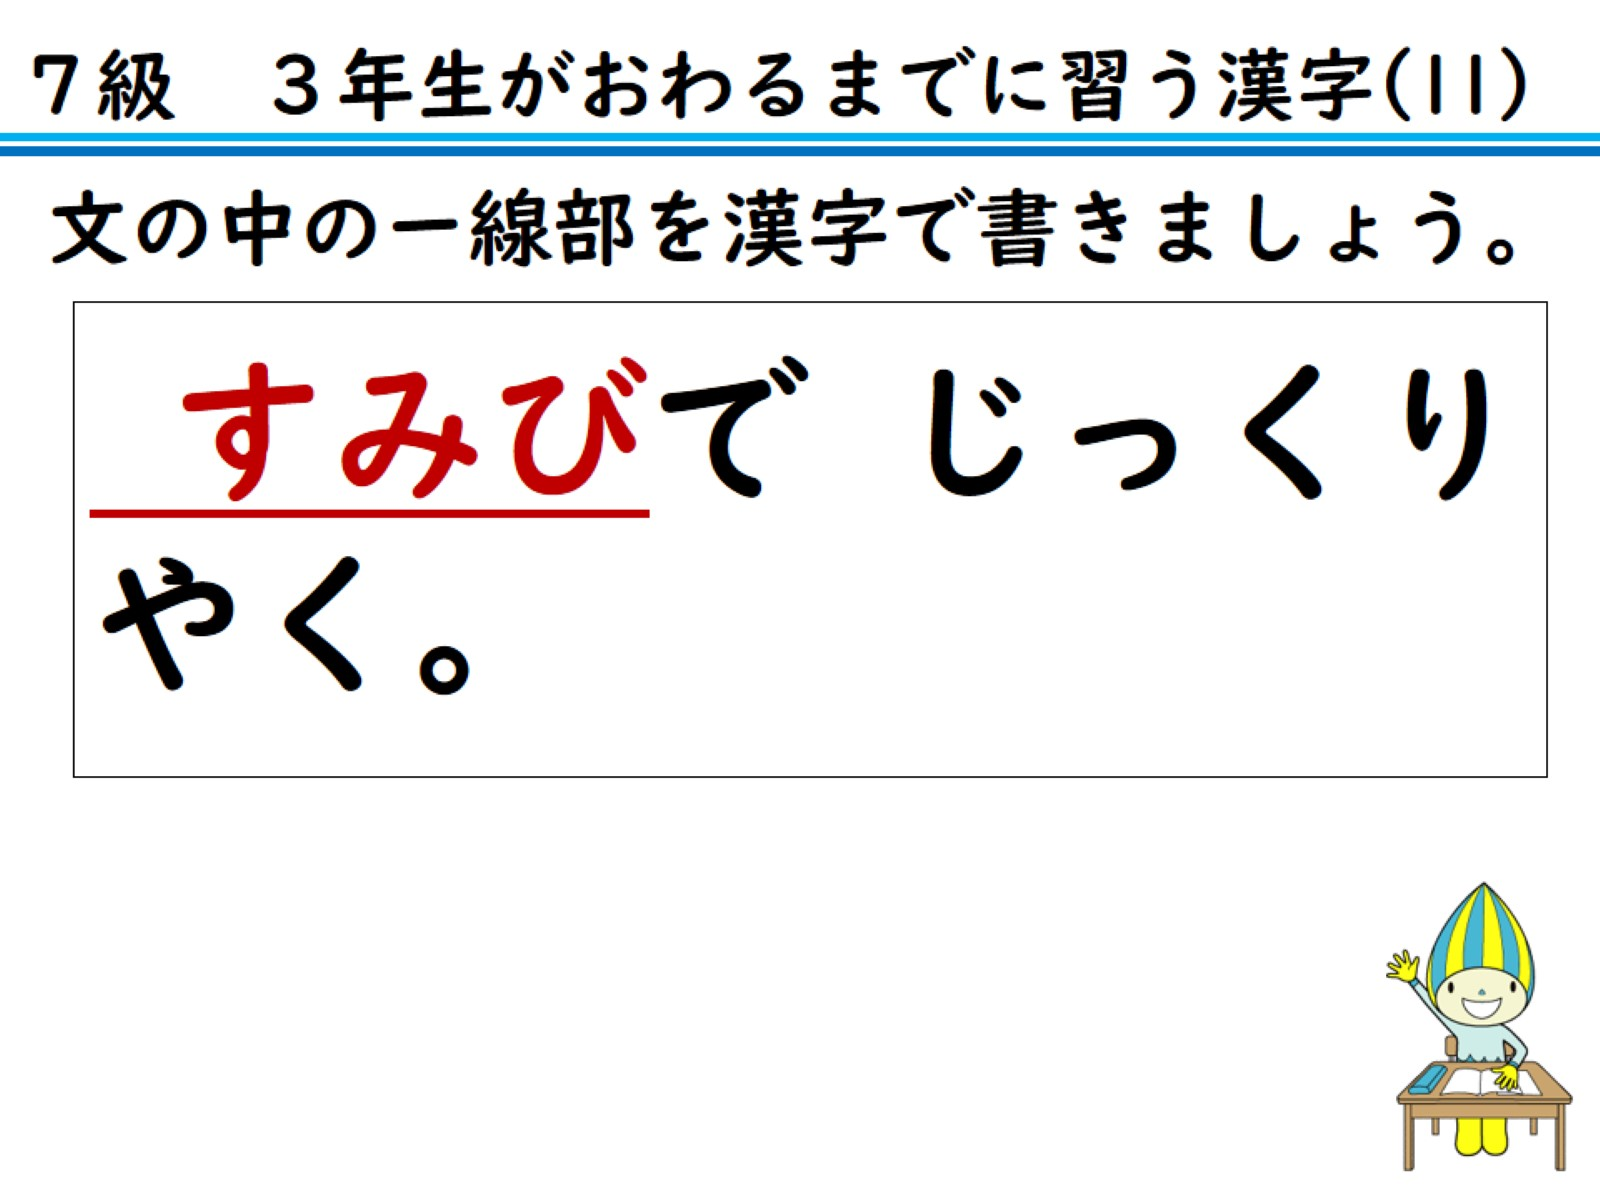 ７級　３年生がおわるまでに習う漢字(11)
文の中の―線部を漢字で書きましょう。
すみびで じっくり
やく。